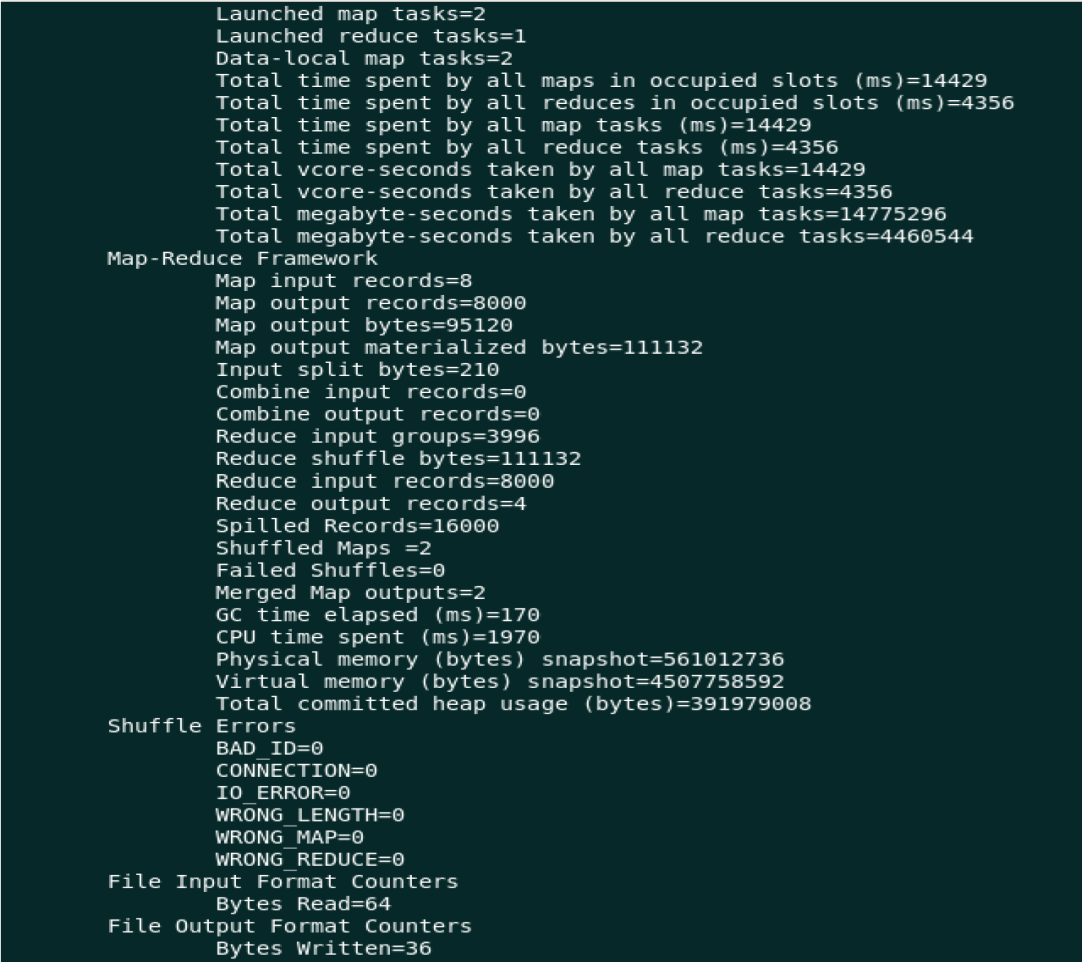 Launched map tasks=2
Launched reduce tasks=1
Data-local map tasks=2
Total time spent by all maps in occupied slots (ms)=14429
Total time spent by all reduces in occupied slots (ms)=4356
Total time spent by all map tasks (ms)=14429
Total time spent by all reduce tasks (ms)=4356
Total vcore-seconds taken by all map tasks=14429
Total vcore-seconds taken by all reduce tasks=4356
Total megabyte-seconds taken by all map tasks=14775296
Total megabyte-seconds taken by all reduce tasks=4460544
Map-Reduce Framework
Map input records=8
Map output records=8000
Map output bytes=95120
Map output materialized bytes=111132
Input split bytes=210
Combine input records=0
Combine output records=0
Reduce input groups=3996
Reduce shuffle bytes=111132
Reduce input records=8000
Reduce output records=4
Spilled Records=16000
Shuffled Maps =2
Failed Shuffles=0
Merged Map outputs=2
GC time elapsed (ms)=170
CPU time spent (ms)=1970
Physical memory (bytes) snapshot=561012736
Virtual memory (bytes) snapshot=4507758592
Total committed heap usage (bytes)=391979008
Shuffle Errors
BAD_ID=0
CONNECTION=0
IO_ERROR=0
WRONG_LENGTH=0
WRONG_MAP=0
WRONG_REDUCE=0
File Input Format Counters
Bytes Read=64
File Output Format Counters
Bytes Written=36